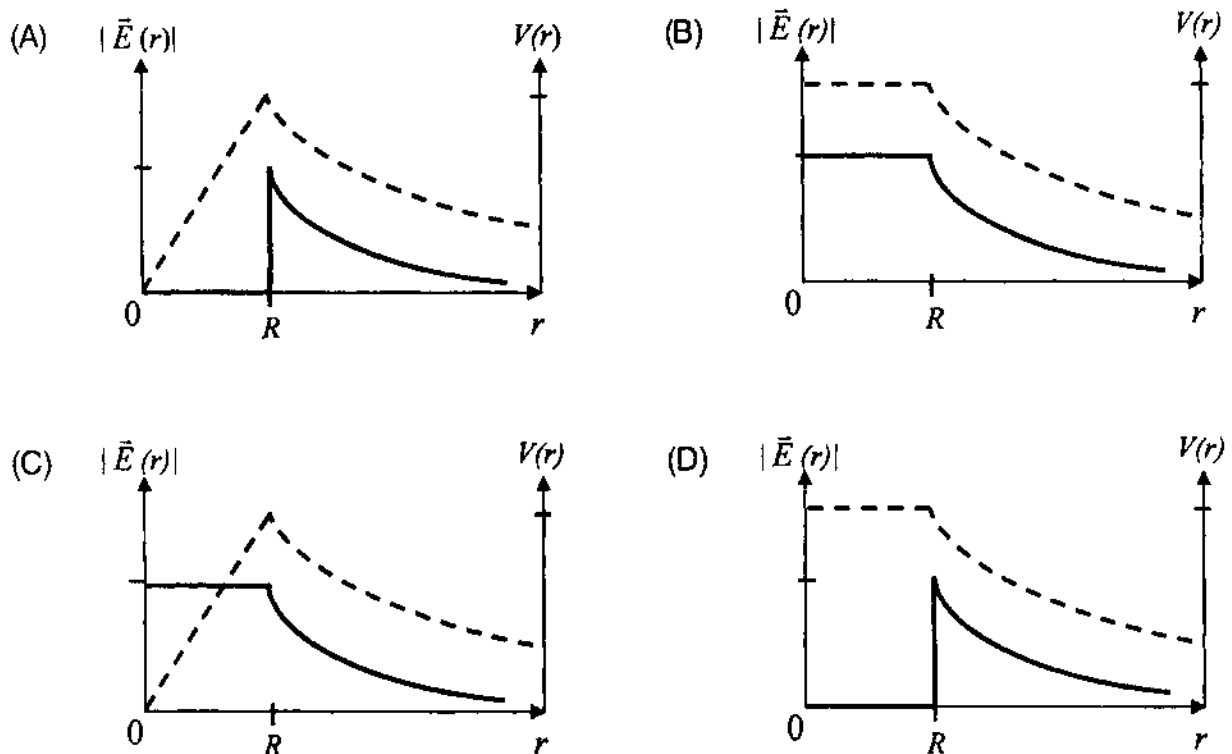 (A) | E⃗ (r)| V(r)
0 R r
(B) | E⃗ (r)| V(r)
0 R r
(C) | E⃗ (r)| V(r)
0 R r
(D) | E⃗ (r)| V(r)
0 R r